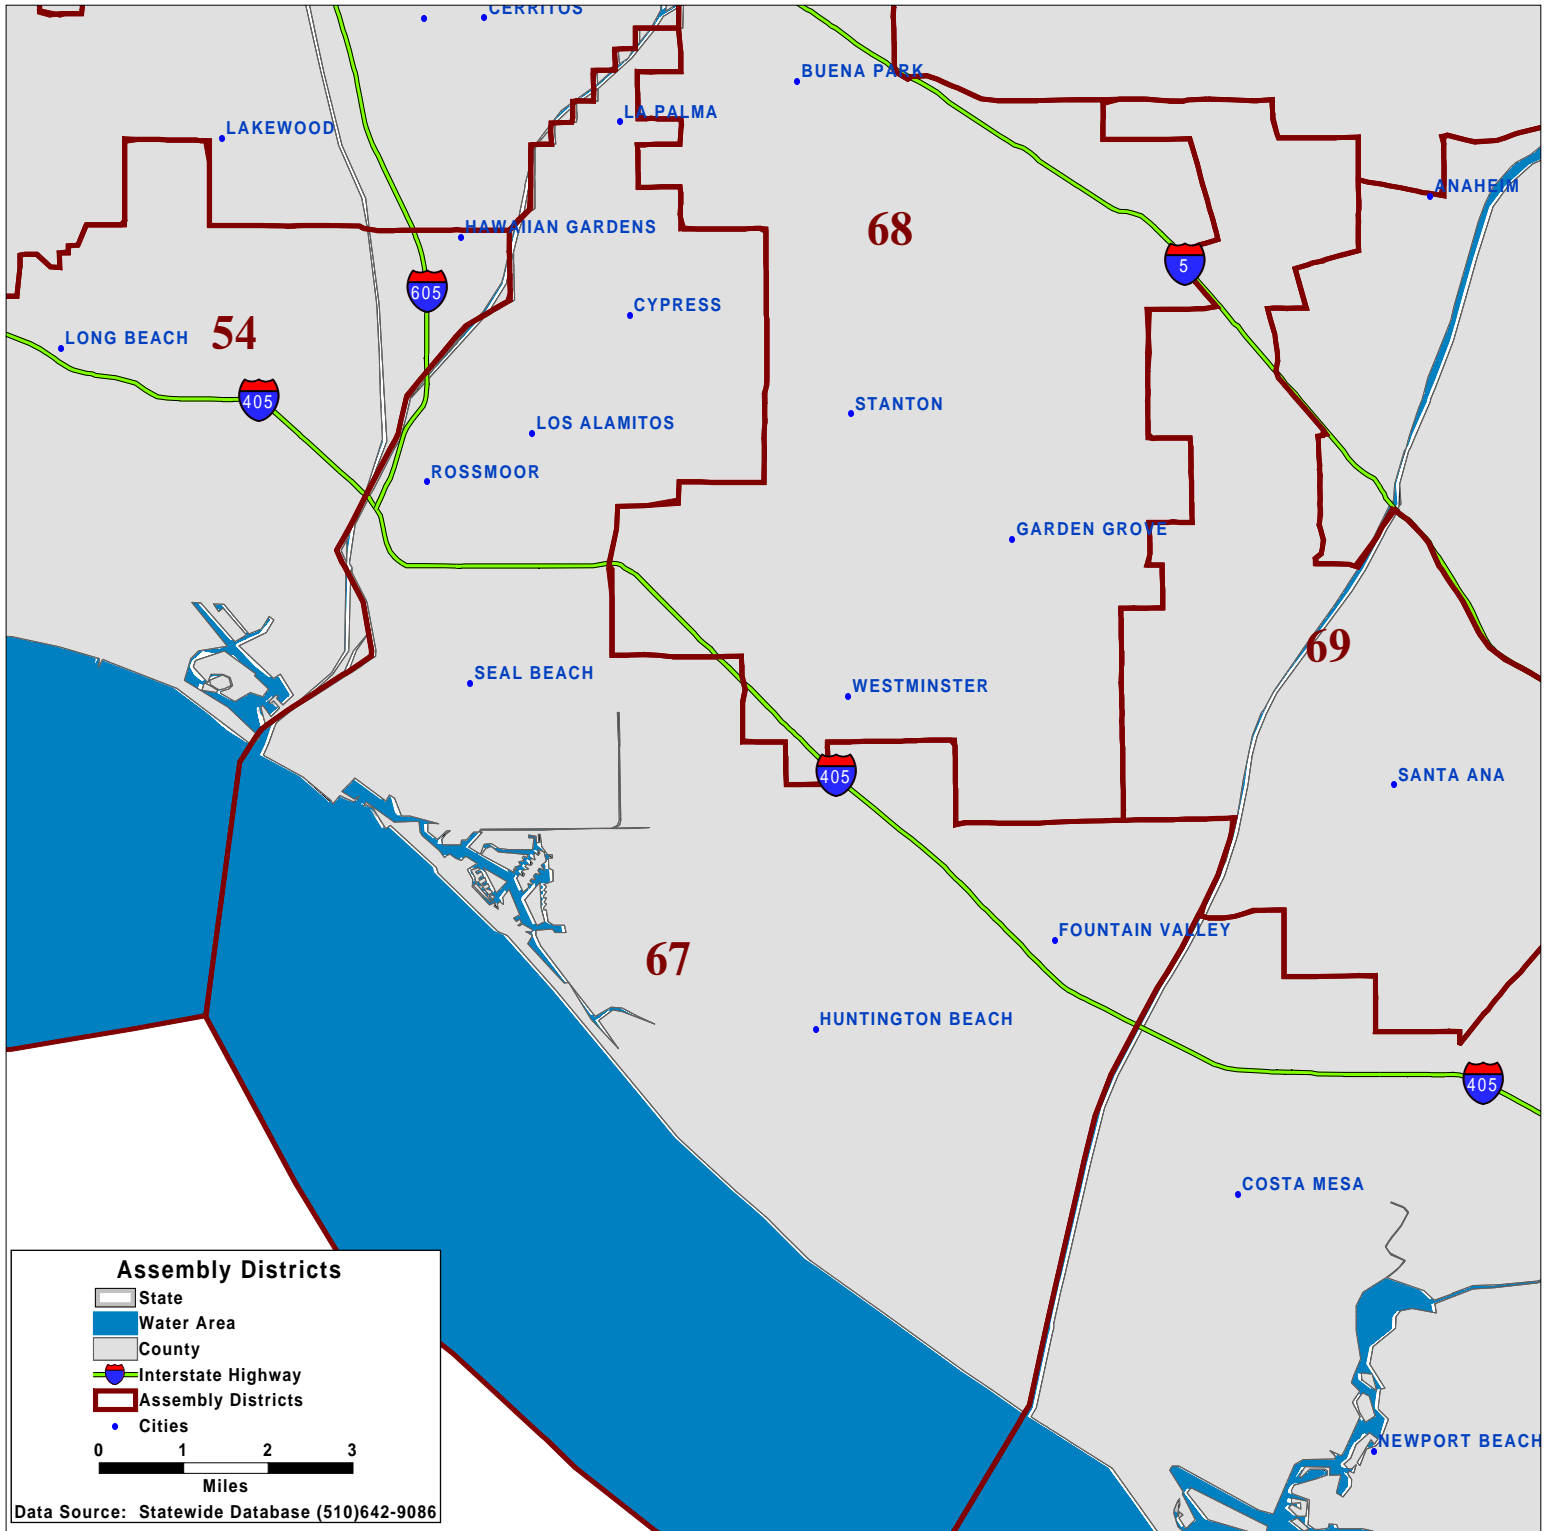 CERRITOS
BUENA PARK
LA PALMA
LAKEWOOD
ANAHEIM
HAWAIIAN GARDENS
68
5
605
CYPRESS
54
LONG BEACH
405
STANTON
LOS ALAMITOS
ROSSMOOR
GARDEN GROVE
69
SEAL BEACH
WESTMINSTER
405
SANTA ANA
FOUNTAIN VALLEY
67
HUNTINGTON BEACH
405
COSTA MESA
NEWPORT BEACH
Assembly Districts
State
Water Area
County
Interstate Highway
Assembly Districts
Cities
0 1 2 3
Miles
Data Source: Statewide Database (510)642-9086